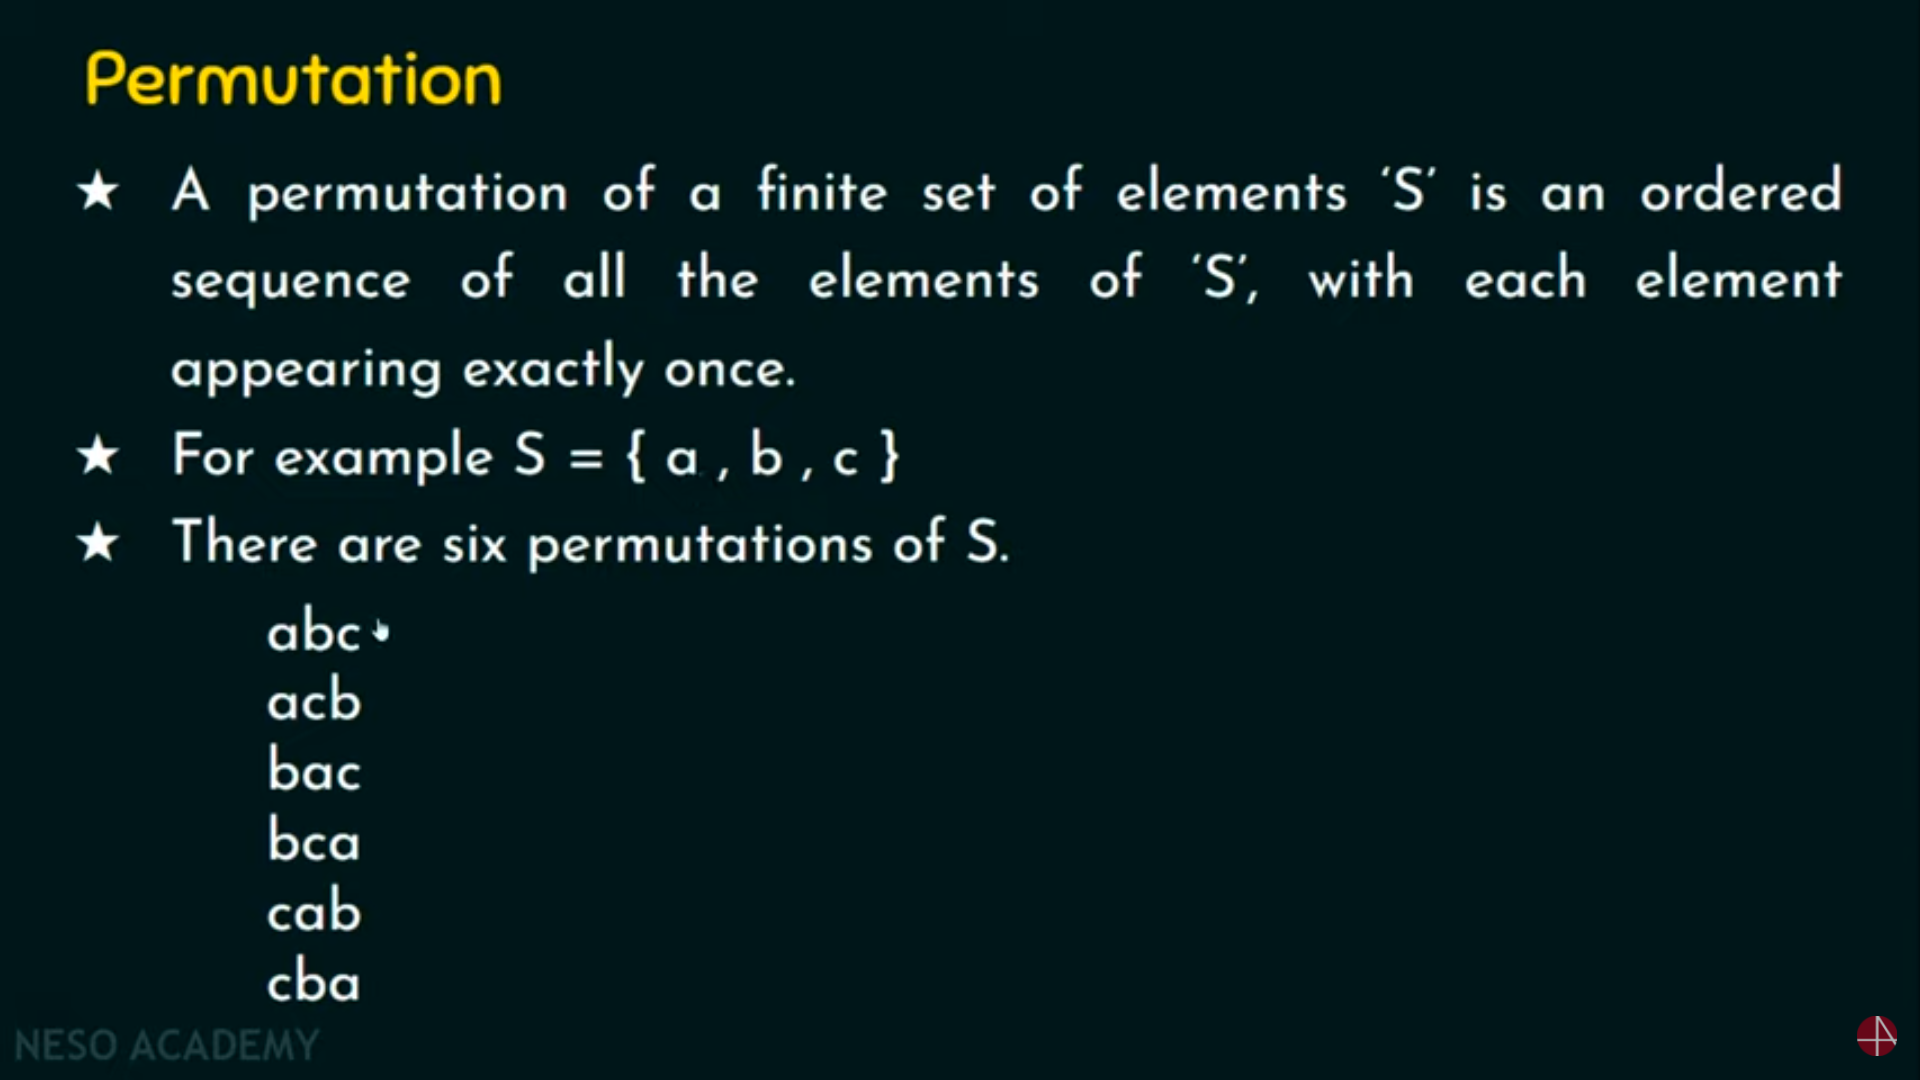 Permutation
★ A permutation of a finite set of elements ‘S’ is an ordered
sequence of all the elements of ‘S’, with each element
appearing exactly once.
★ For example S = { a , b , c }
★ There are six permutations of S.
abc
acb
bac
bca
cab
cba
NESO ACADEMY